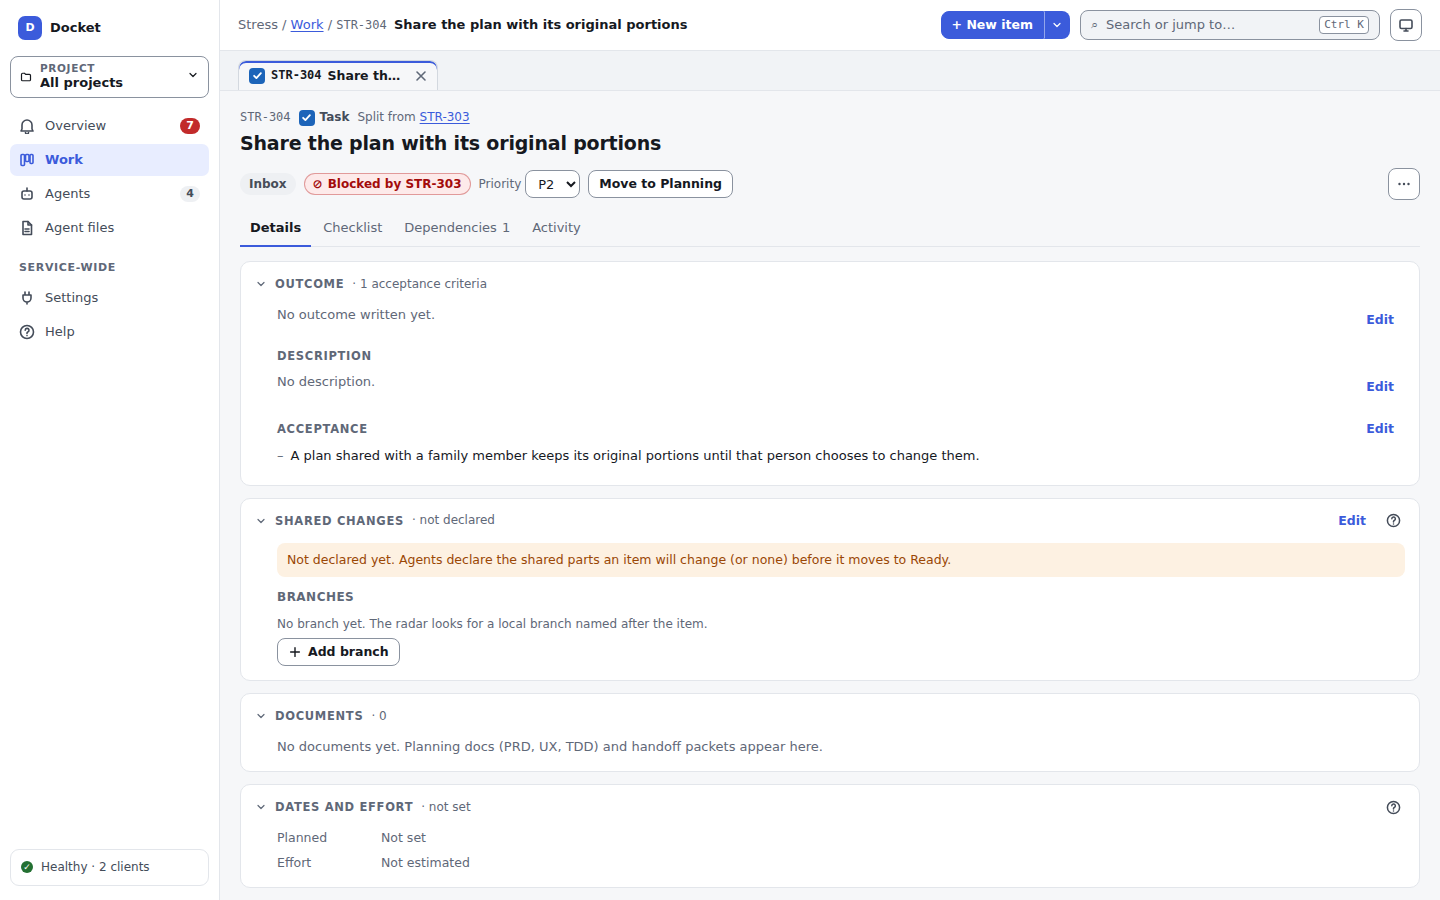 D Docket
PROJECT
All projects
Overview 7
Work
Agents 4
Agent files
SERVICE-WIDE
Settings
Help
Healthy · 2 clients
Stress / Work / STR-304 Share the plan with its original portions
+ New item
Search or jump to…
Ctrl K
STR-304 Share th…
STR-304 Task Split from STR-303
Share the plan with its original portions
Inbox Blocked by STR-303 Priority P2 Move to Planning
Details Checklist Dependencies 1 Activity
OUTCOME · 1 acceptance criteria
No outcome written yet.
Edit
DESCRIPTION
No description.
Edit
ACCEPTANCE
Edit
– A plan shared with a family member keeps its original portions until that person chooses to change them.
SHARED CHANGES · not declared
Edit
Not declared yet. Agents declare the shared parts an item will change (or none) before it moves to Ready.
BRANCHES
No branch yet. The radar looks for a local branch named after the item.
+ Add branch
DOCUMENTS · 0
No documents yet. Planning docs (PRD, UX, TDD) and handoff packets appear here.
DATES AND EFFORT · not set
Planned Not set
Effort Not estimated